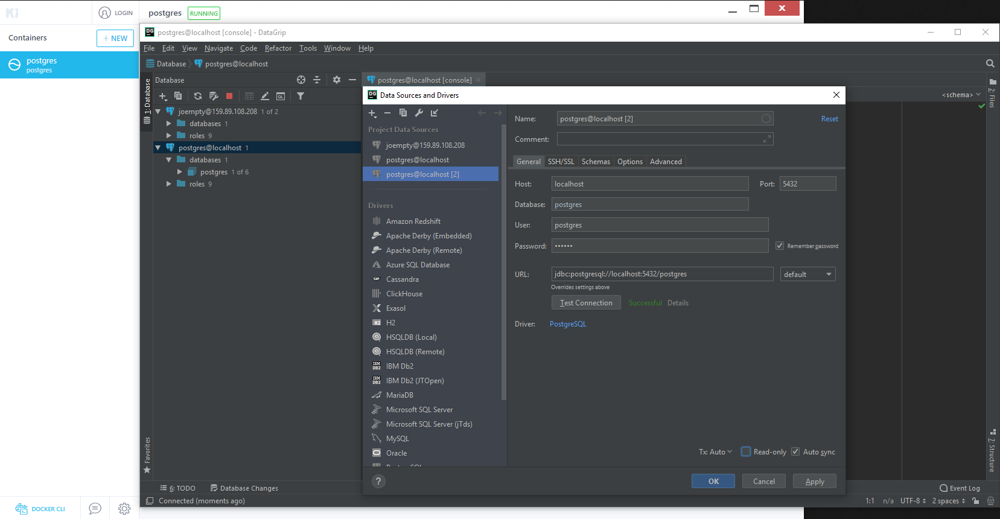 LOGIN
postgres RUNNING
Containers
+ NEW
postgres
postgres
DOCKER CLI
DG postgres@localhost [console] - DataGrip
File Edit View Navigate Code Refactor Tools Window Help
Database postgres@localhost
1: Database
Favorites
Database
joempty@159.89.108.208 1 of 2
databases 1
roles 9
postgres@localhost 1
databases 1
postgres 1 of 6
roles 9
postgres@localhost [console]
<schema>
2: Files
7: Structure
DG Data Sources and Drivers
Project Data Sources
joempty@159.89.108.208
postgres@localhost
postgres@localhost [2]
Drivers
Amazon Redshift
Apache Derby (Embedded)
Apache Derby (Remote)
Azure SQL Database
Cassandra
ClickHouse
Exasol
H2 H2
HSQLDB (Local)
HSQLDB (Remote)
IBM DB2 IBM Db2
IBM DB2 IBM Db2 (JTOpen)
MariaDB
Microsoft SQL Server
Microsoft SQL Server (jTds)
MySQL
Oracle
PostgreSQL
Name: postgres@localhost [2] Reset
Comment:
General SSH/SSL Schemas Options Advanced
Host: localhost Port: 5432
Database: postgres
User: postgres
Password: •••••• Remember password
URL: jdbc:postgresql://localhost:5432/postgres default
Overrides settings above
Test Connection Successful Details
Driver: PostgreSQL
Tx: Auto Read-only Auto sync
? OK Cancel Apply
6: TODO Database Changes Event Log
Connected (moments ago) 1:1 n/a UTF-8 2 spaces